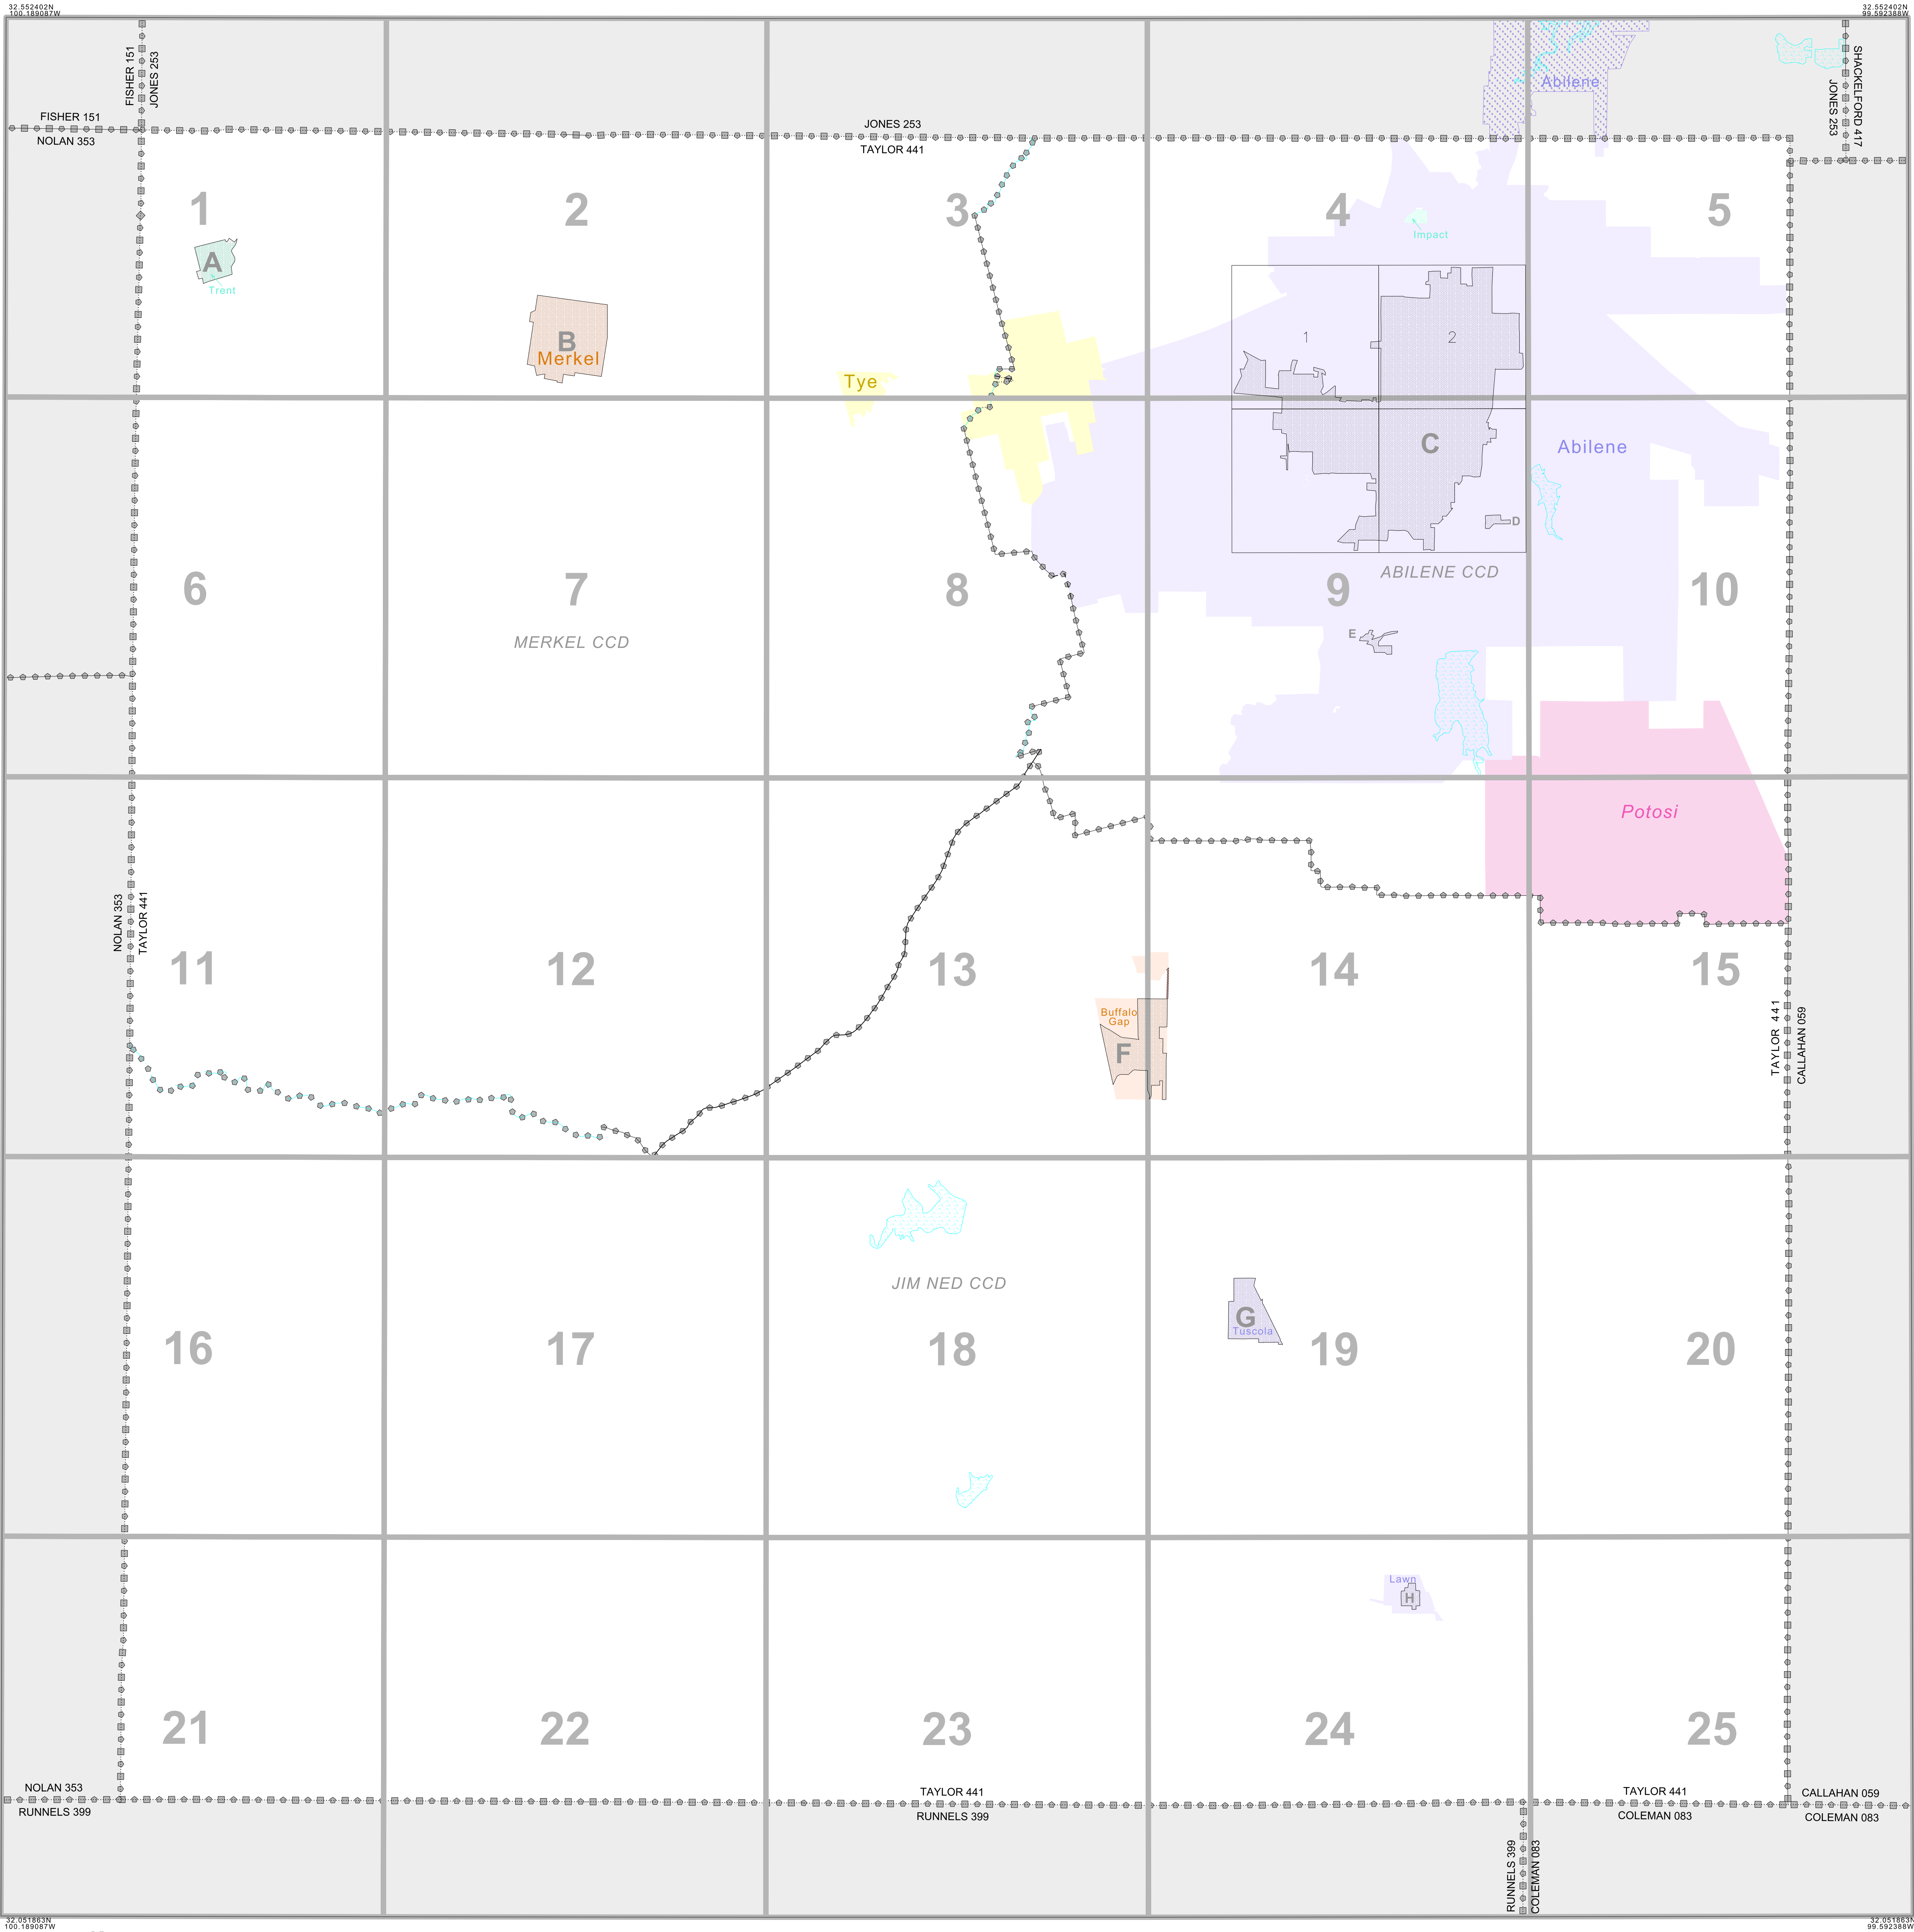 32.552402N
100.189087W
32.552402N
99.592388W
FISHER 151
JONES 253
SHACKELFORD 417
JONES 253
Abilene
FISHER 151
NOLAN 353
JONES 253
TAYLOR 441
1
2
3
4
5
Impact
A
Trent
B
Merkel
1
2
Tye
C
Abilene
D
ABILENE CCD
6
7
8
9
10
E
MERKEL CCD
Potosi
NOLAN 353
TAYLOR 441
11
12
13
14
15
Buffalo
Gap
F
TAYLOR 441
CALLAHAN 059
JIM NED CCD
G
Tuscola
16
17
18
19
20
Lawn
H
21
22
23
24
25
NOLAN 353
RUNNELS 399
TAYLOR 441
RUNNELS 399
TAYLOR 441
COLEMAN 083
CALLAHAN 059
COLEMAN 083
RUNNELS 399
COLEMAN 083
32.051863N
100.189087W
32.051863N
99.592388W